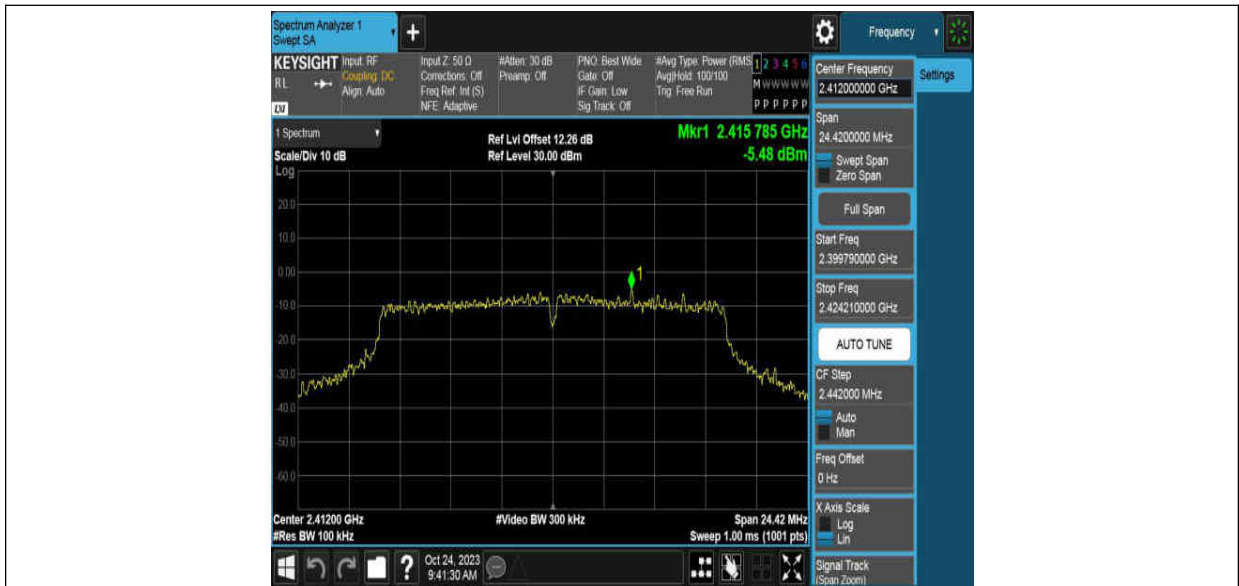 Spectrum Analyzer 1
Swept SA
Frequency
KEYSIGHT
Input: RF
Input Z: 50 Ω
#Atten: 30 dB
PNO: Best Wide
#Avg Type: Power (RMS
1 2 3 4 5 6
RL
Coupling: DC
Corrections: Off
Preamp: Off
Gate: Off
Avg|Hold: 100/100
M W W W W W
Align: Auto
Freq Ref: Int (S)
IF Gain: Low
Trig: Free Run
LXI
NFE: Adaptive
Sig Track: Off
P P P P P P
Center Frequency
2.412000000 GHz
Settings
1 Spectrum
Ref Lvl Offset 12.26 dB
Mkr1 2.415 785 GHz
Scale/Div 10 dB
Ref Level 30.00 dBm
-5.48 dBm
Log
20.0
10.0
0.00
-10.0
-20.0
-30.0
-40.0
-50.0
-60.0
1
Span
24.4200000 MHz
Swept Span
Zero Span
Full Span
Start Freq
2.399790000 GHz
Stop Freq
2.424210000 GHz
AUTO TUNE
CF Step
2.442000 MHz
Auto
Man
Freq Offset
0 Hz
X Axis Scale
Log
Lin
Signal Track
(Span Zoom)
Center 2.41200 GHz
#Video BW 300 kHz
Span 24.42 MHz
#Res BW 100 kHz
Sweep 1.00 ms (1001 pts)
?
Oct 24, 2023
9:41:30 AM